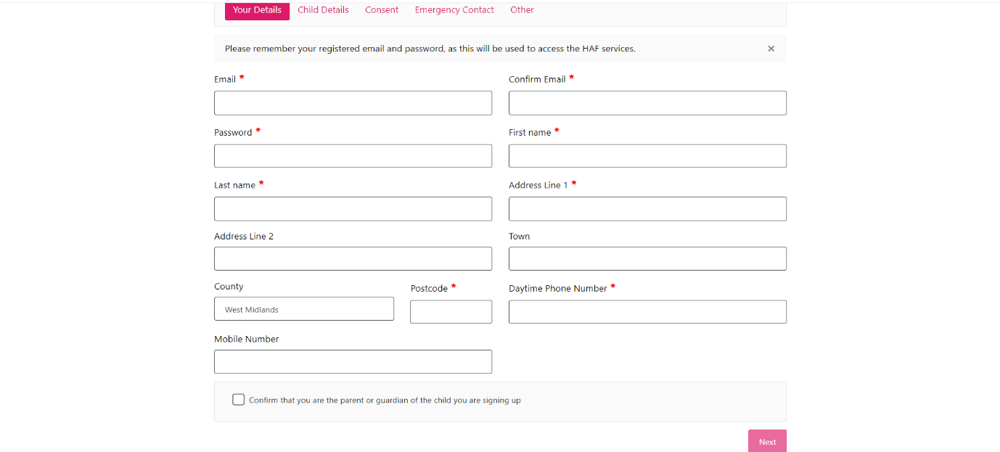 Your Details Child Details Consent Emergency Contact Other
Please remember your registered email and password, as this will be used to access the HAF services. ×
Email * Confirm Email *
Password * First name *
Last name * Address Line 1 *
Address Line 2 Town
County Postcode * Daytime Phone Number *
West Midlands
Mobile Number
Confirm that you are the parent or guardian of the child you are signing up
Next